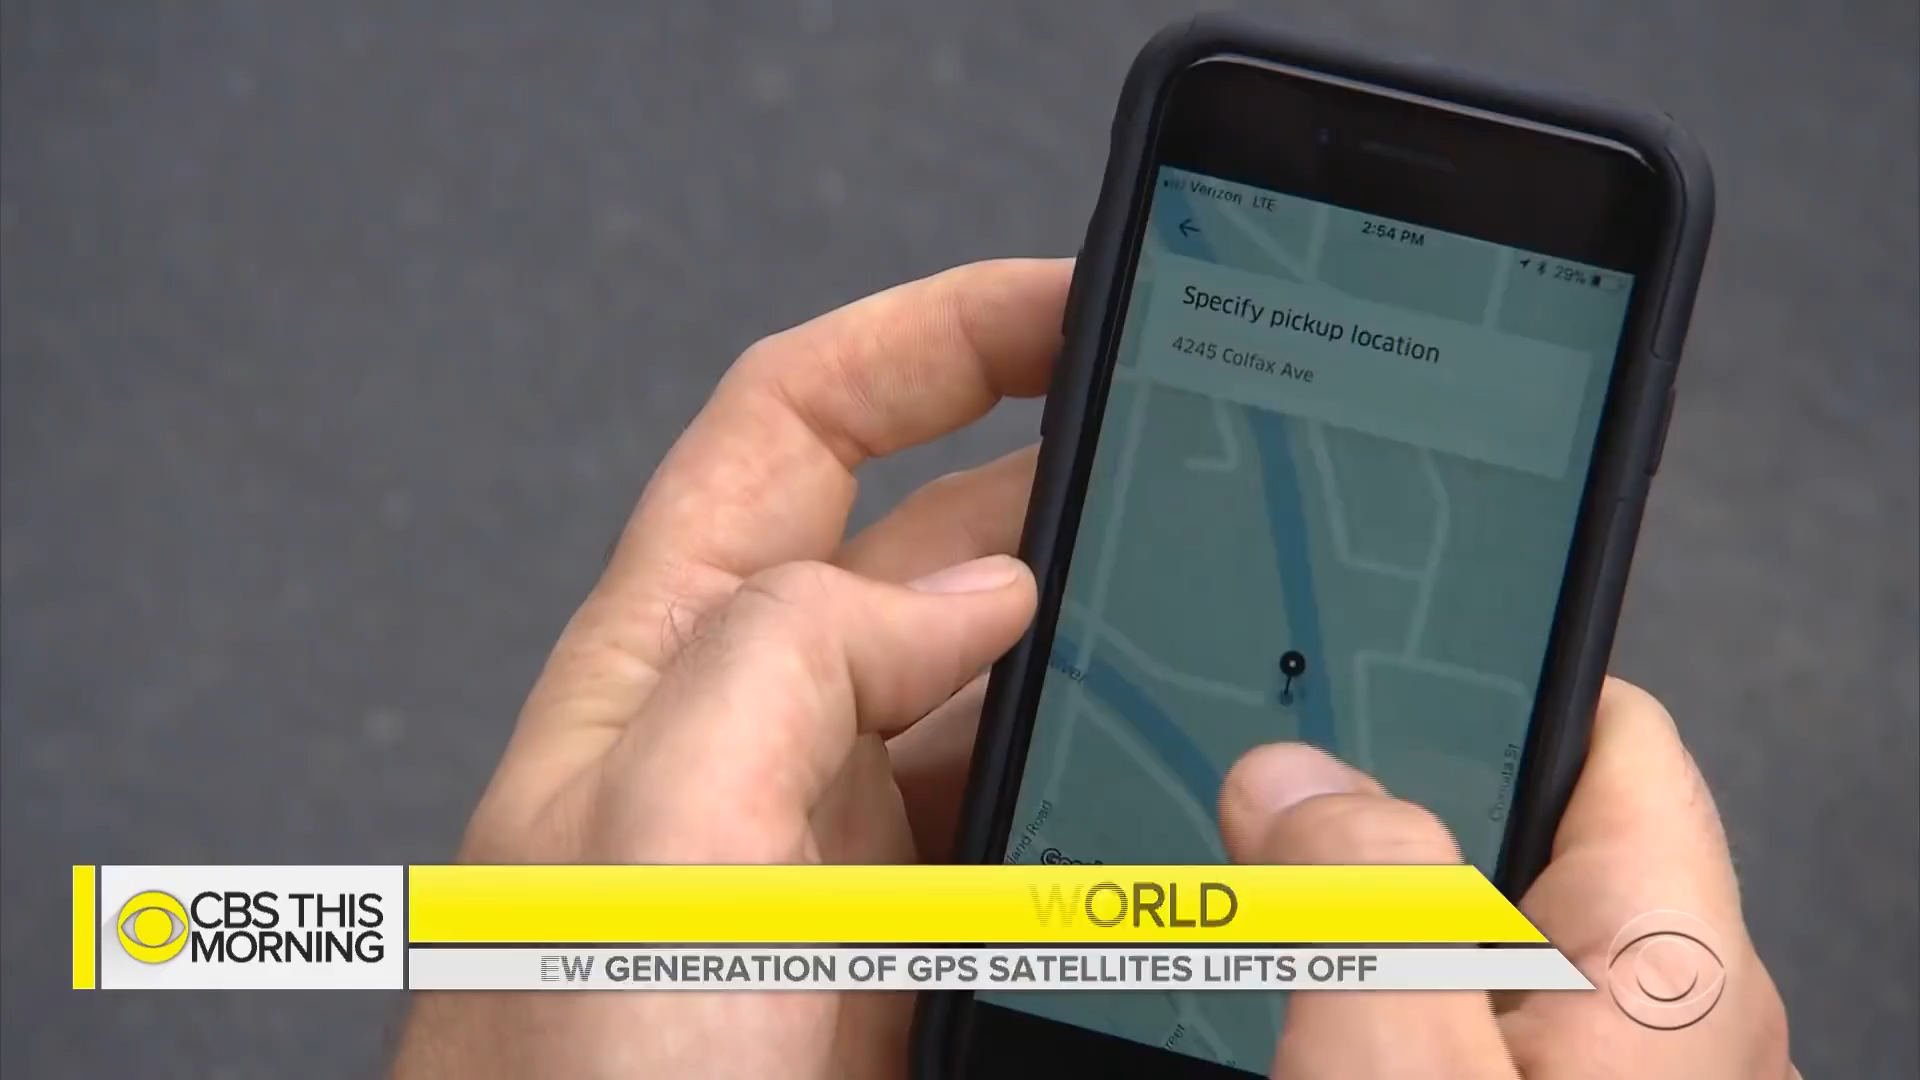 Verizon LTE
2:54 PM
29%
Specify pickup location
4245 Colfax Ave
CBS THIS
MORNING
WORLD
EW GENERATION OF GPS SATELLITES LIFTS OFF